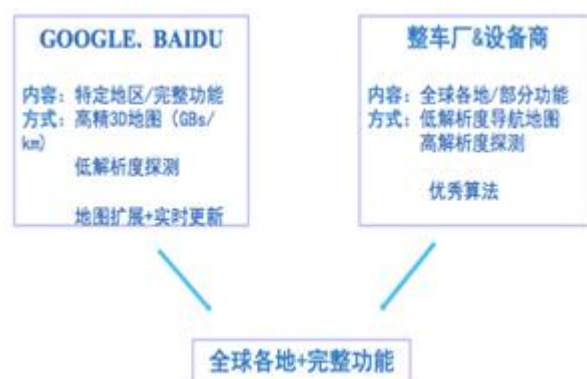 GOOGLE. BAIDU
内容：特定地区/完整功能
方式：高精3D地图（GBs/
km）
低解析度探测
地图扩展+实时更新
整车厂&设备商
内容：全球各地/部分功能
方式：低解析度导航地图
高解析度探测
优秀算法
全球各地+完整功能